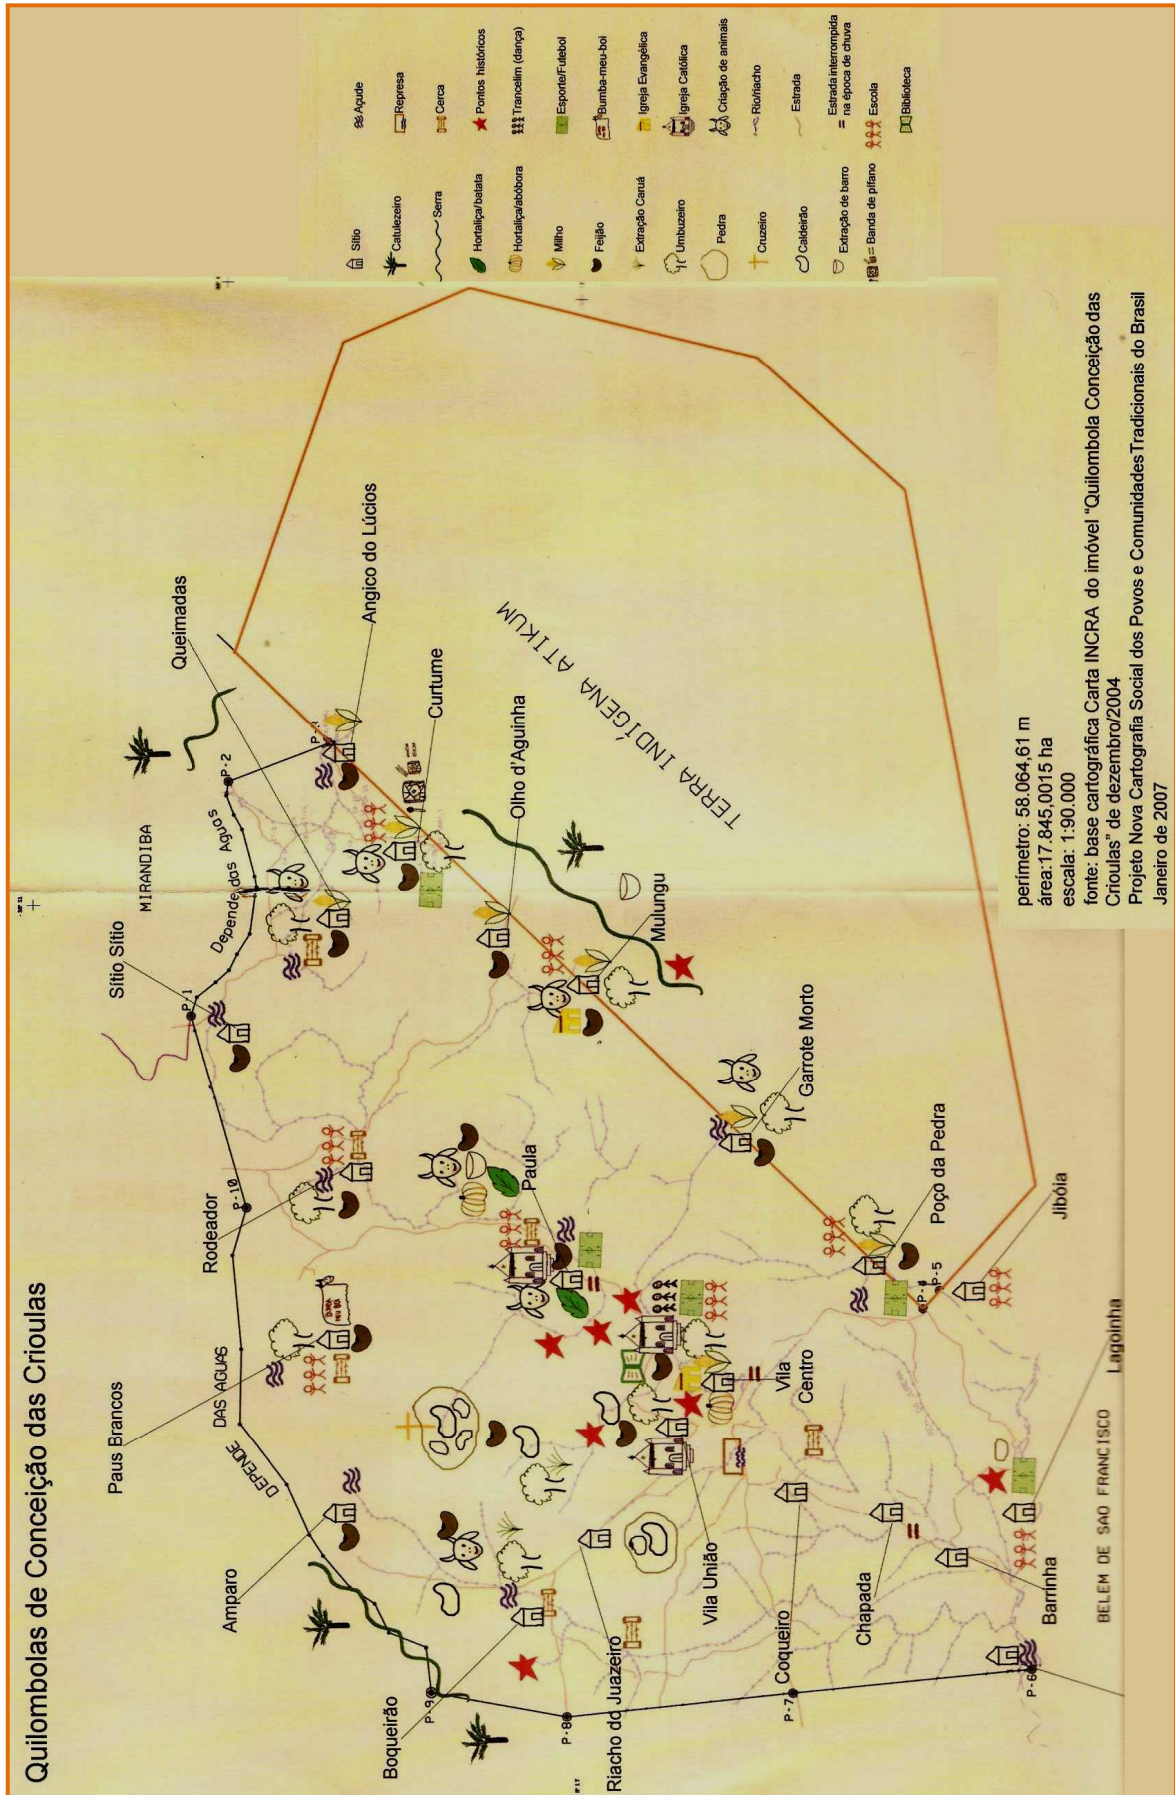 Quilombolas de Conceição das Crioulas
Paus Brancos
Rodeador
Sítio Sítio
MIRANDIBA
Queimadas
Angico do Lúcios
Curtume
Olho d'Aguinha
Mulungu
Garrote Morto
Poço da Pedra
Jibóia
Lagoinha
Barrinha
Chapada
Coqueiro
Vila União
Vila
Centro
Paula
Riacho do Juazeiro
Boqueirão
Amparo
DEPENDE DAS AGUAS
Depende das Aguas
P-1
P-2
P-5
P-6
P-7
P-8
P-9
P-10
BUMBA
MEU BOI
TERRA INDÍGENA ATIKUM
BELEM DE SAO FRANCISCO
Sítio
Catulezeiro
Serra
Hortaliça/batata
Hortaliça/abóbora
Milho
Feijão
Extração Caruá
Umbuzeiro
Pedra
Cruzeiro
Caldeirão
Extração de barro
Banda de pífano
Açude
Represa
Cerca
Pontos históricos
Trancelim (dança)
Esporte/Futebol
Bumba-meu-boi
Igreja Evangélica
Igreja Católica
Criação de animais
Rio/riacho
Estrada
Estrada interrompida
na época de chuva
Escola
Biblioteca
perímetro: 58.064,61 m
área:17.845,0015 ha
escala: 1:90.000
fonte: base cartográfica Carta INCRA do imóvel "Quilombola Conceição das
Crioulas" de dezembro/2004
Projeto Nova Cartografia Social dos Povos e Comunidades Tradicionais do Brasil
Janeiro de 2007